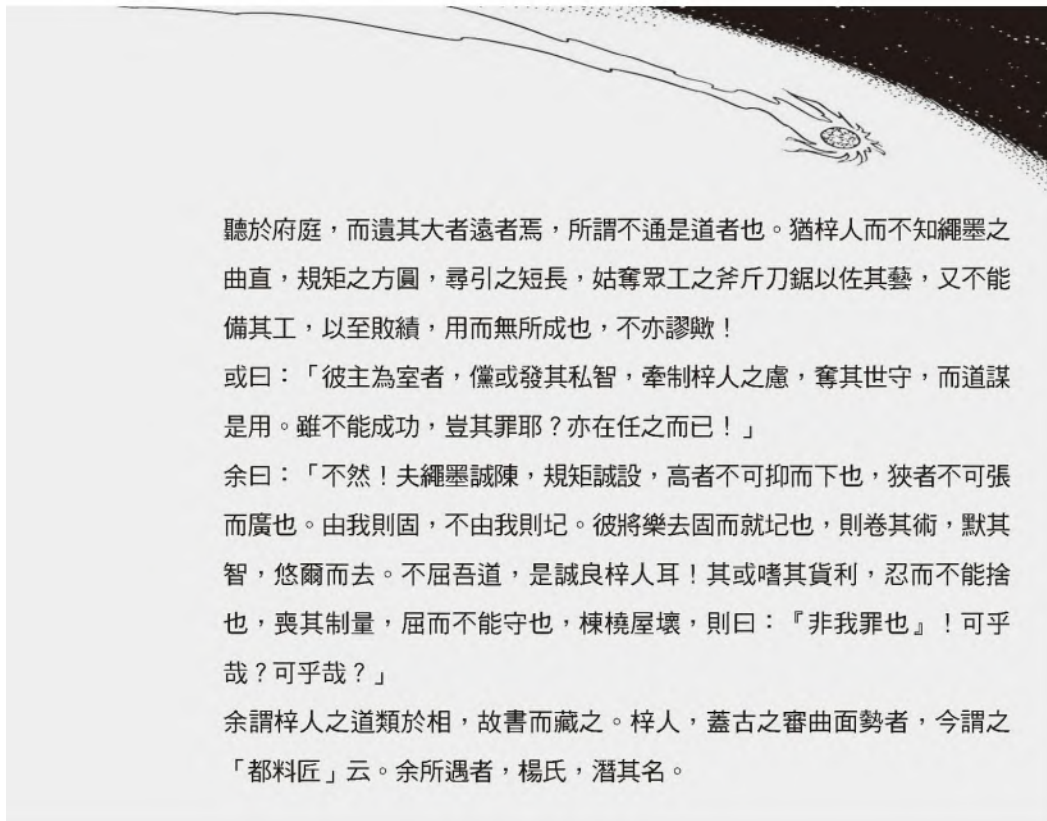 聽於府庭，而遺其大者遠者焉，所謂不通是道者也。猶梓人而不知繩墨之
曲直，規矩之方圓，尋引之短長，姑奪眾工之斧斤刀鋸以佐其藝，又不能
備其工，以至敗績，用而無所成也，不亦謬歟！
或曰：「彼主為室者，儻或發其私智，牽制梓人之慮，奪其世守，而道謀
是用。雖不能成功，豈其罪耶？亦在任之而已！」
余曰：「不然！夫繩墨誠陳，規矩誠設，高者不可抑而下也，狹者不可張
而廣也。由我則固，不由我則圮。彼將樂去固而就圮也，則卷其術，默其
智，悠爾而去。不屈吾道，是誠良梓人耳！其或嗜其貨利，忍而不能捨
也，喪其制量，屈而不能守也，棟橈屋壞，則曰：『非我罪也』！可乎
哉？可乎哉？」
余謂梓人之道類於相，故書而藏之。梓人，蓋古之審曲面勢者，今謂之
「都料匠」云。余所遇者，楊氏，潛其名。